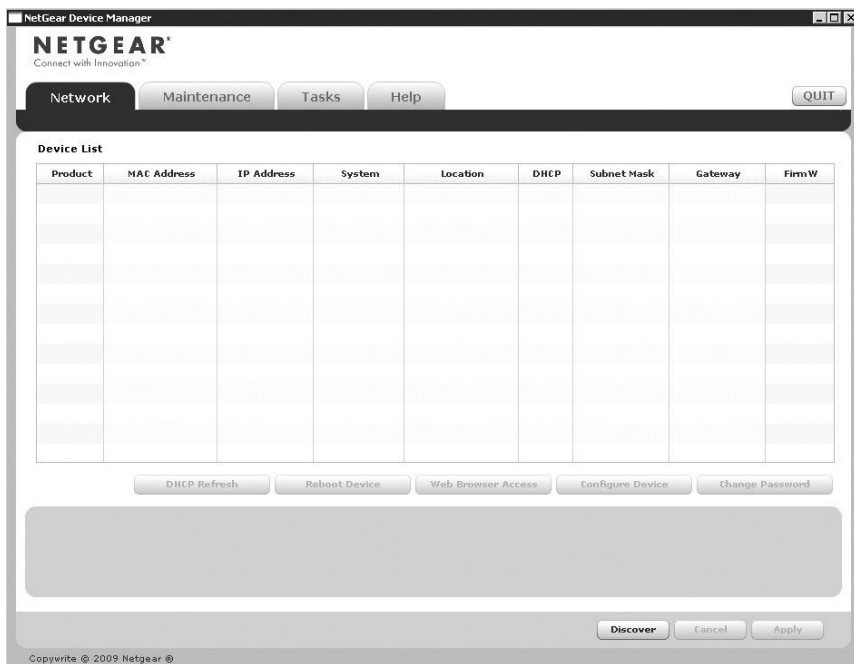 NetGear Device Manager
NETGEAR®
Connect with Innovation™
Network Maintenance Tasks Help QUIT
Device List
Product MAC Address IP Address System Location DHCP Subnet Mask Gateway FirmW
DHCP Refresh Reboot Device Web Browser Access Configure Device Change Password
Discover Cancel Apply
Copywrite © 2009 Netgear ®